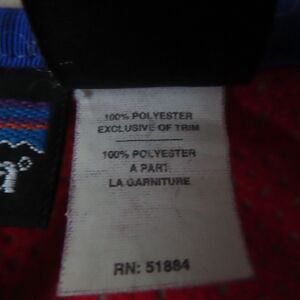 100% POLYESTER
EXCLUSIVE OF TRIM
100% POLYESTER
A PART
LA GARNITURE
RN: 51884